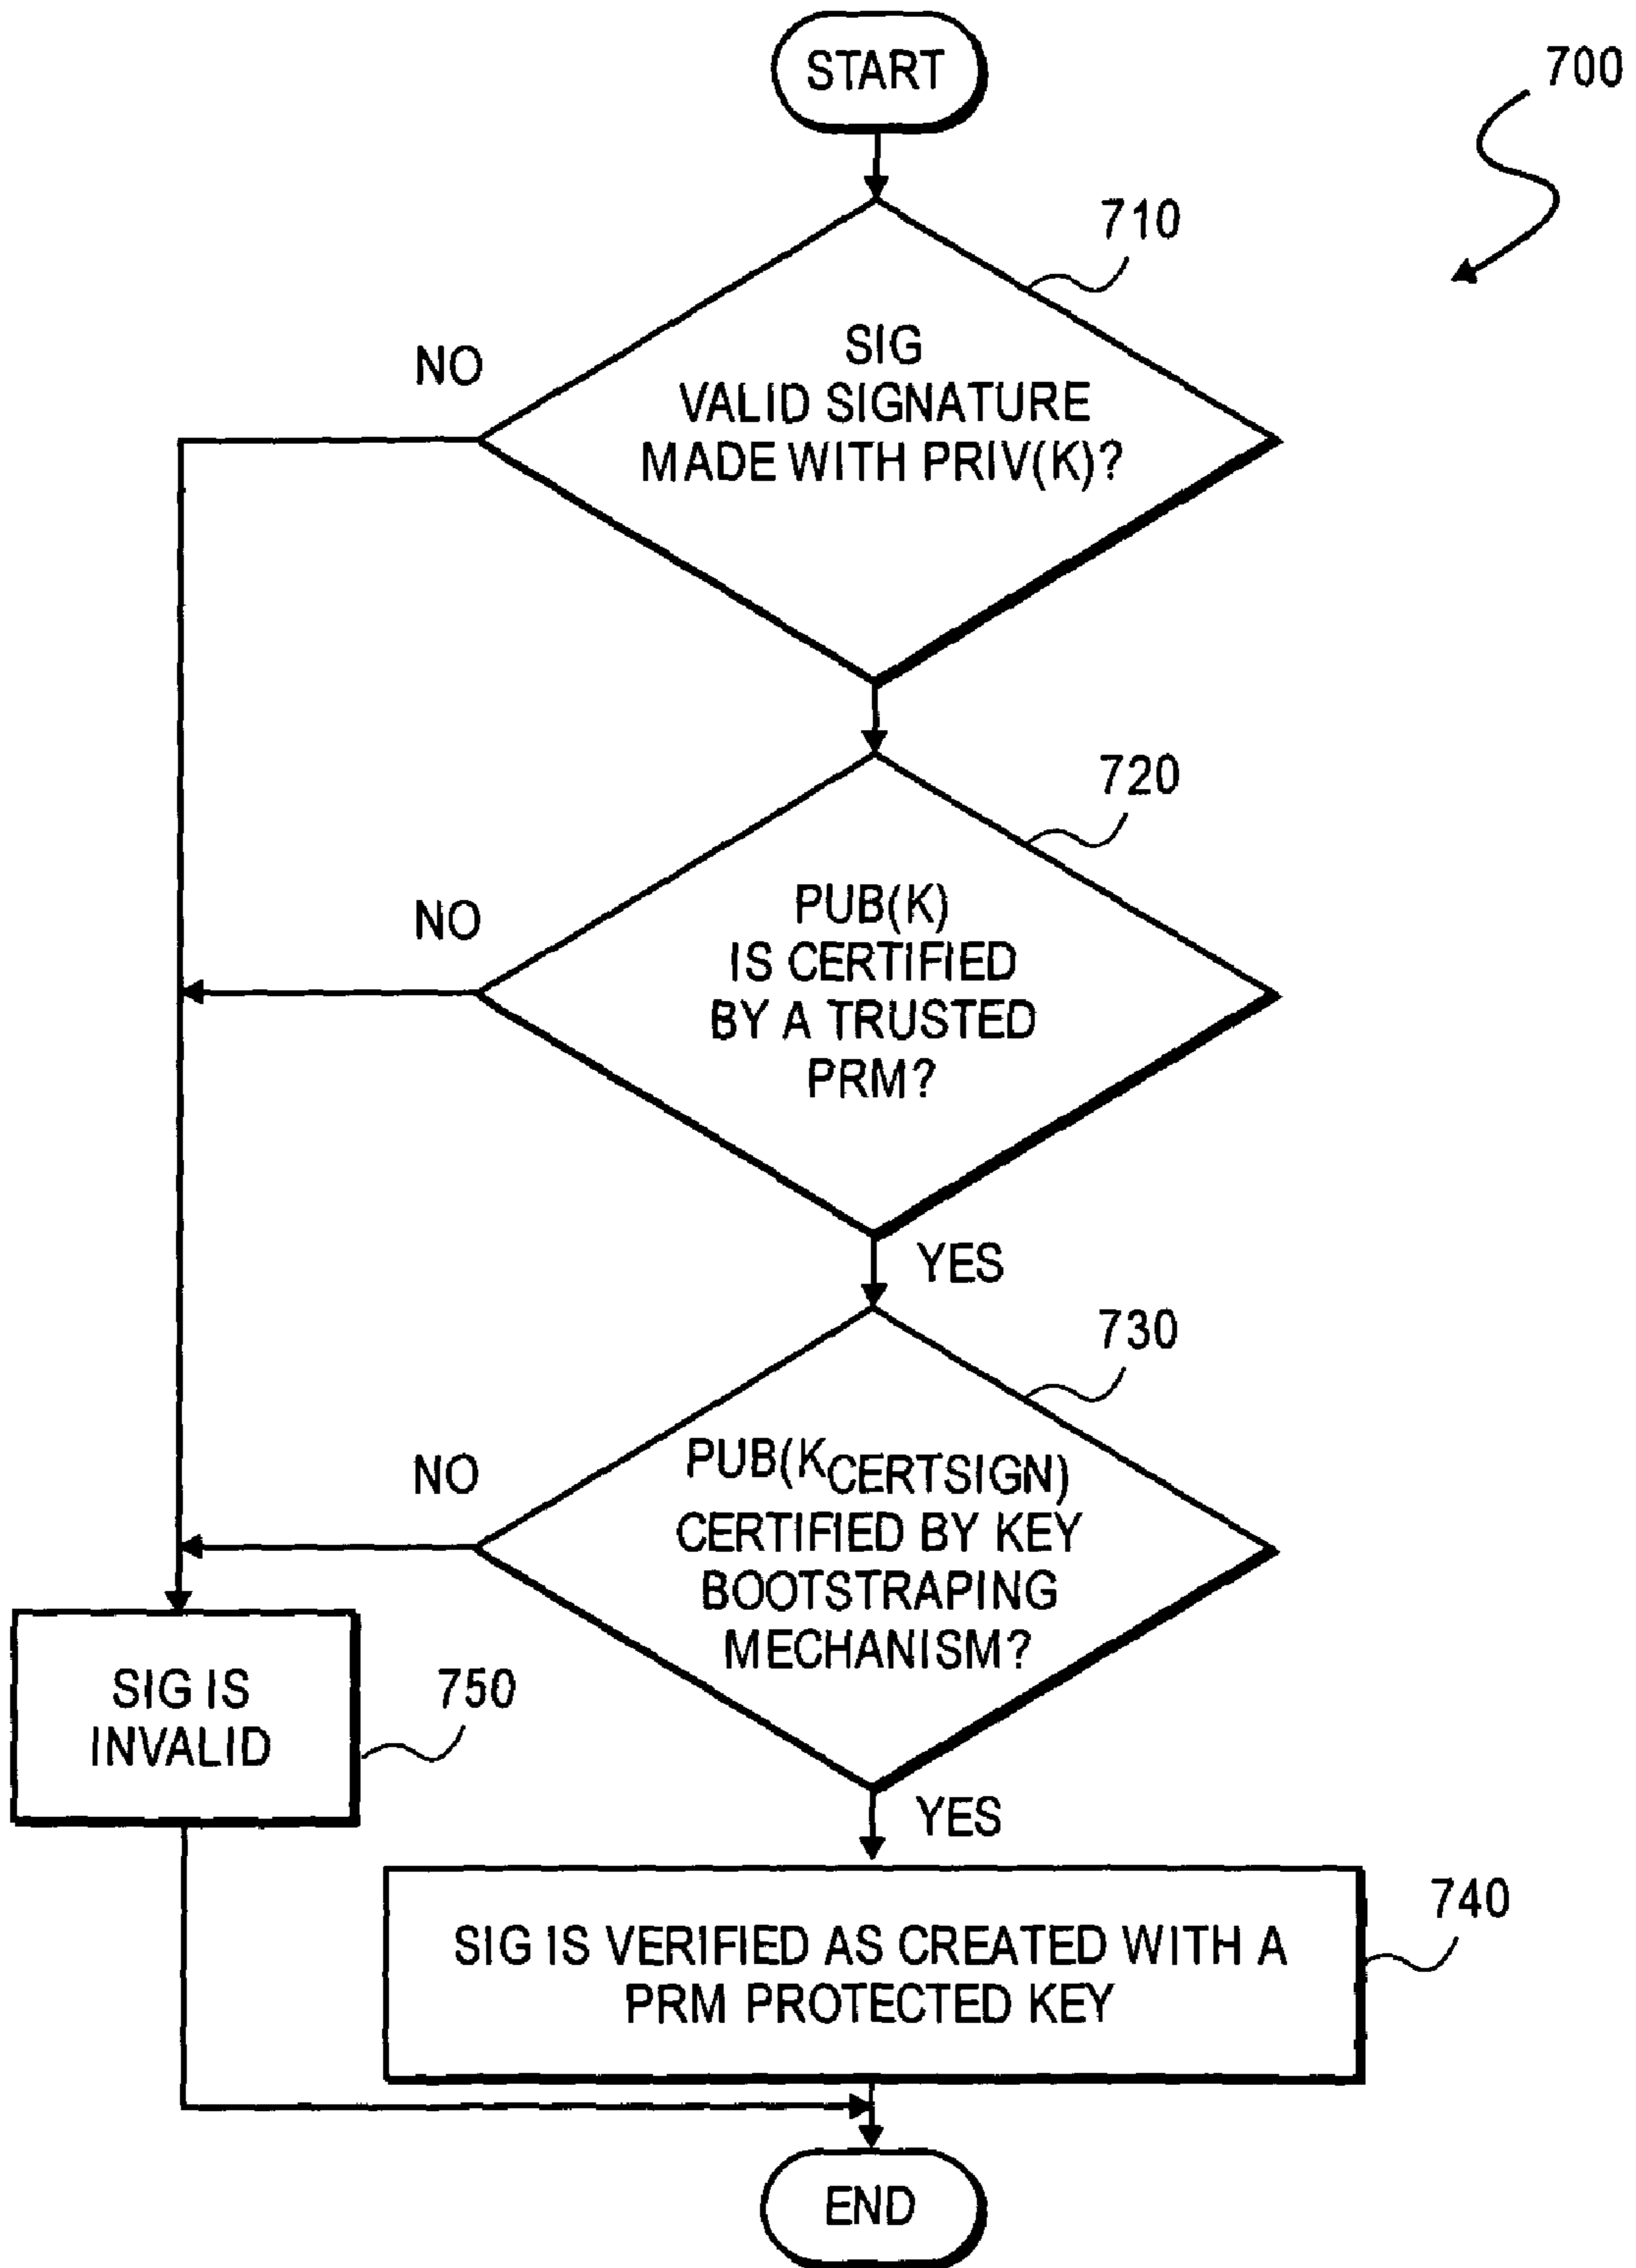 START
700
710
SIG
VALID SIGNATURE
MADE WITH PRIV(K)?
NO
720
PUB(K)
IS CERTIFIED
BY A TRUSTED
PRM?
NO
YES
730
PUB(KCERTSIGN)
CERTIFIED BY KEY
BOOTSTRAPING
MECHANISM?
NO
YES
SIG IS
INVALID
750
740
SIG IS VERIFIED AS CREATED WITH A
PRM PROTECTED KEY
END